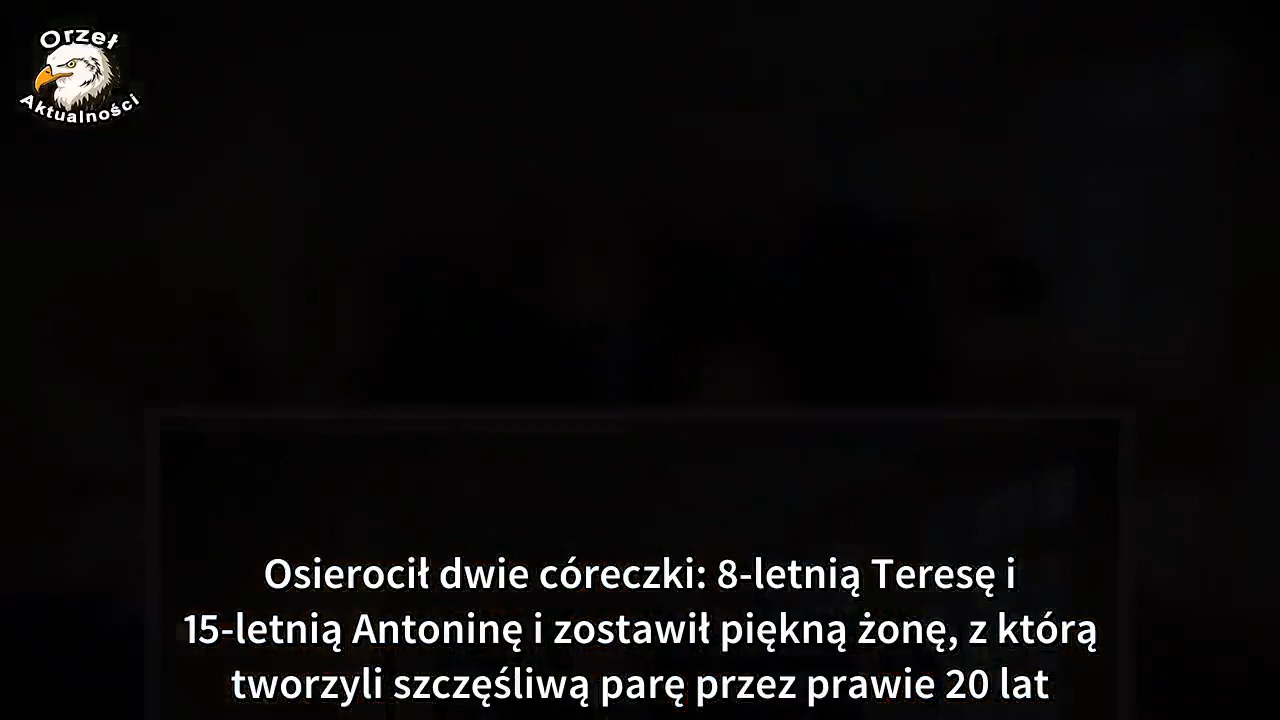 Orzeł
Aktualności
Osierocił dwie córeczki: 8-letnią Teresę i
15-letnią Antoninę i zostawił piękną żonę, z którą
tworzyli szczęśliwą parę przez prawie 20 lat